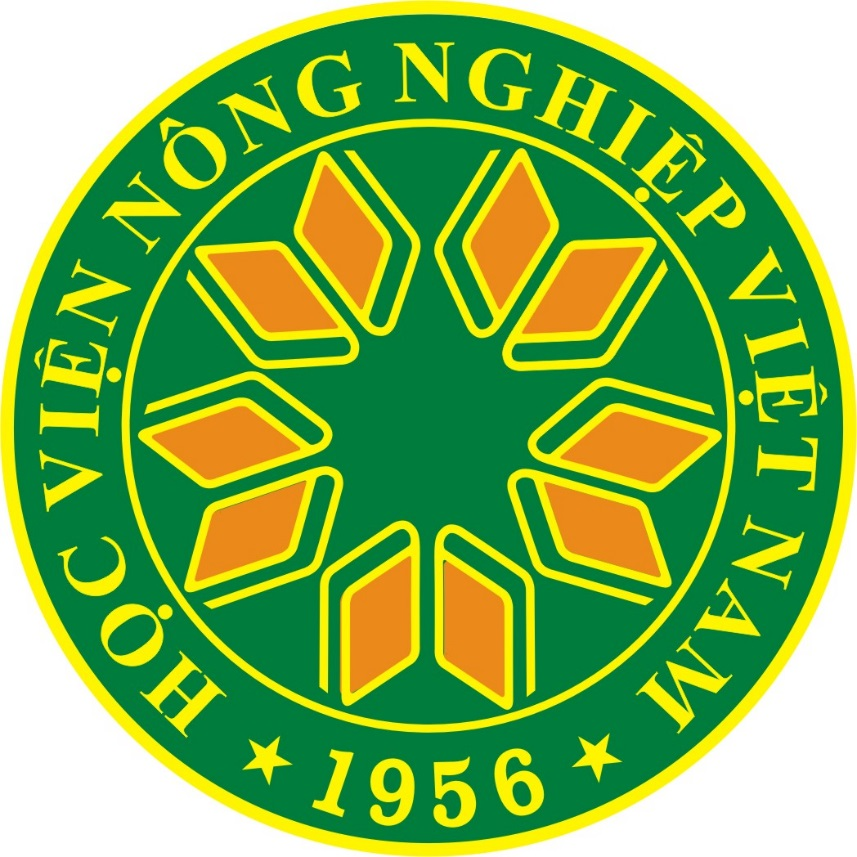 HỌC VIỆN NÔNG NGHIỆP VIỆT NAM
★ 1956 ★